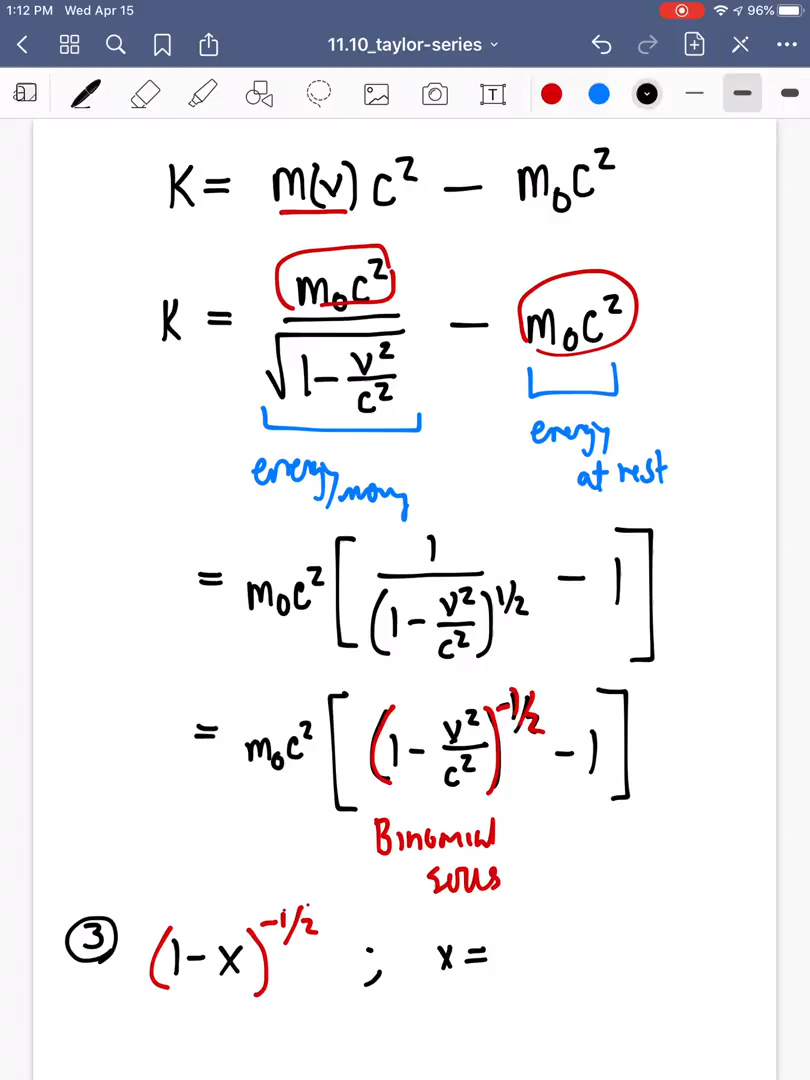 1:12 PM Wed Apr 15 96%
11.10_taylor-series
T
K = m(v) c² − m₀c²
K = m₀c² / √(1 − v²/c²) − m₀c²
energy
at rest
energy
= m₀c² [ 1 / (1 − v²/c²)^1/2 − 1 ]
= m₀c² [ (1 − v²/c²)^-1/2 − 1 ]
Binomial
③ (1 − x)^-1/2 ; x =